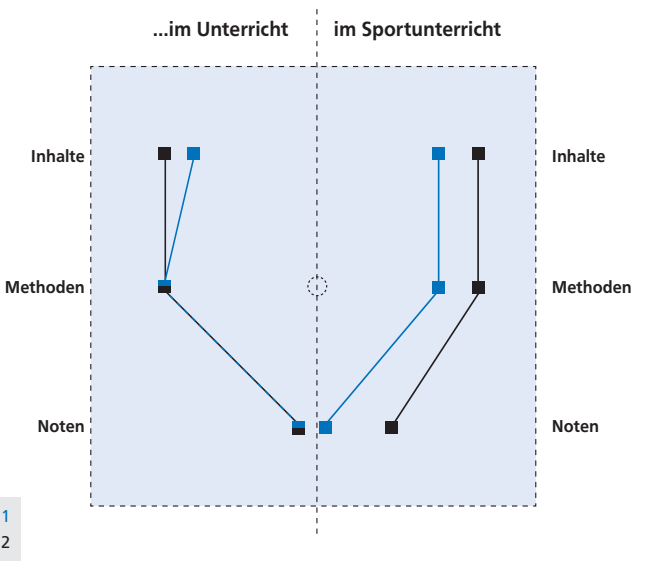 ...im Unterricht im Sportunterricht
Inhalte Inhalte
Methoden Methoden
Noten Noten
1
2